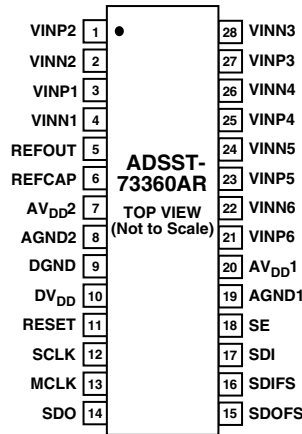 VINP2 1
VINN2 2
VINP1 3
VINN1 4
REFOUT 5
REFCAP 6
AVDD2 7
AGND2 8
DGND 9
DVDD 10
RESET 11
SCLK 12
MCLK 13
SDO 14
ADSST-
73360AR
TOP VIEW
(Not to Scale)
28 VINN3
27 VINP3
26 VINN4
25 VINP4
24 VINN5
23 VINP5
22 VINN6
21 VINP6
20 AVDD1
19 AGND1
18 SE
17 SDI
16 SDIFS
15 SDOFS